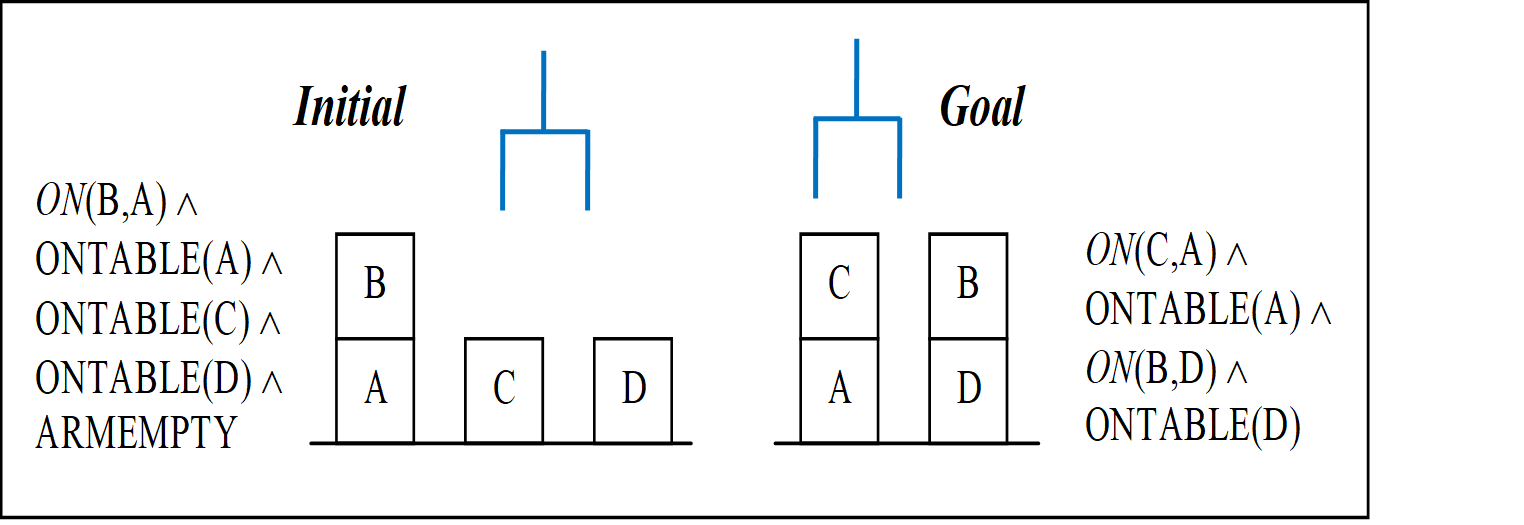 Initial
Goal
ON(B,A) ∧
ONTABLE(A) ∧
ONTABLE(C) ∧
ONTABLE(D) ∧
ARMEMPTY
B
A
C
D
C
B
A
D
ON(C,A) ∧
ONTABLE(A) ∧
ON(B,D) ∧
ONTABLE(D)